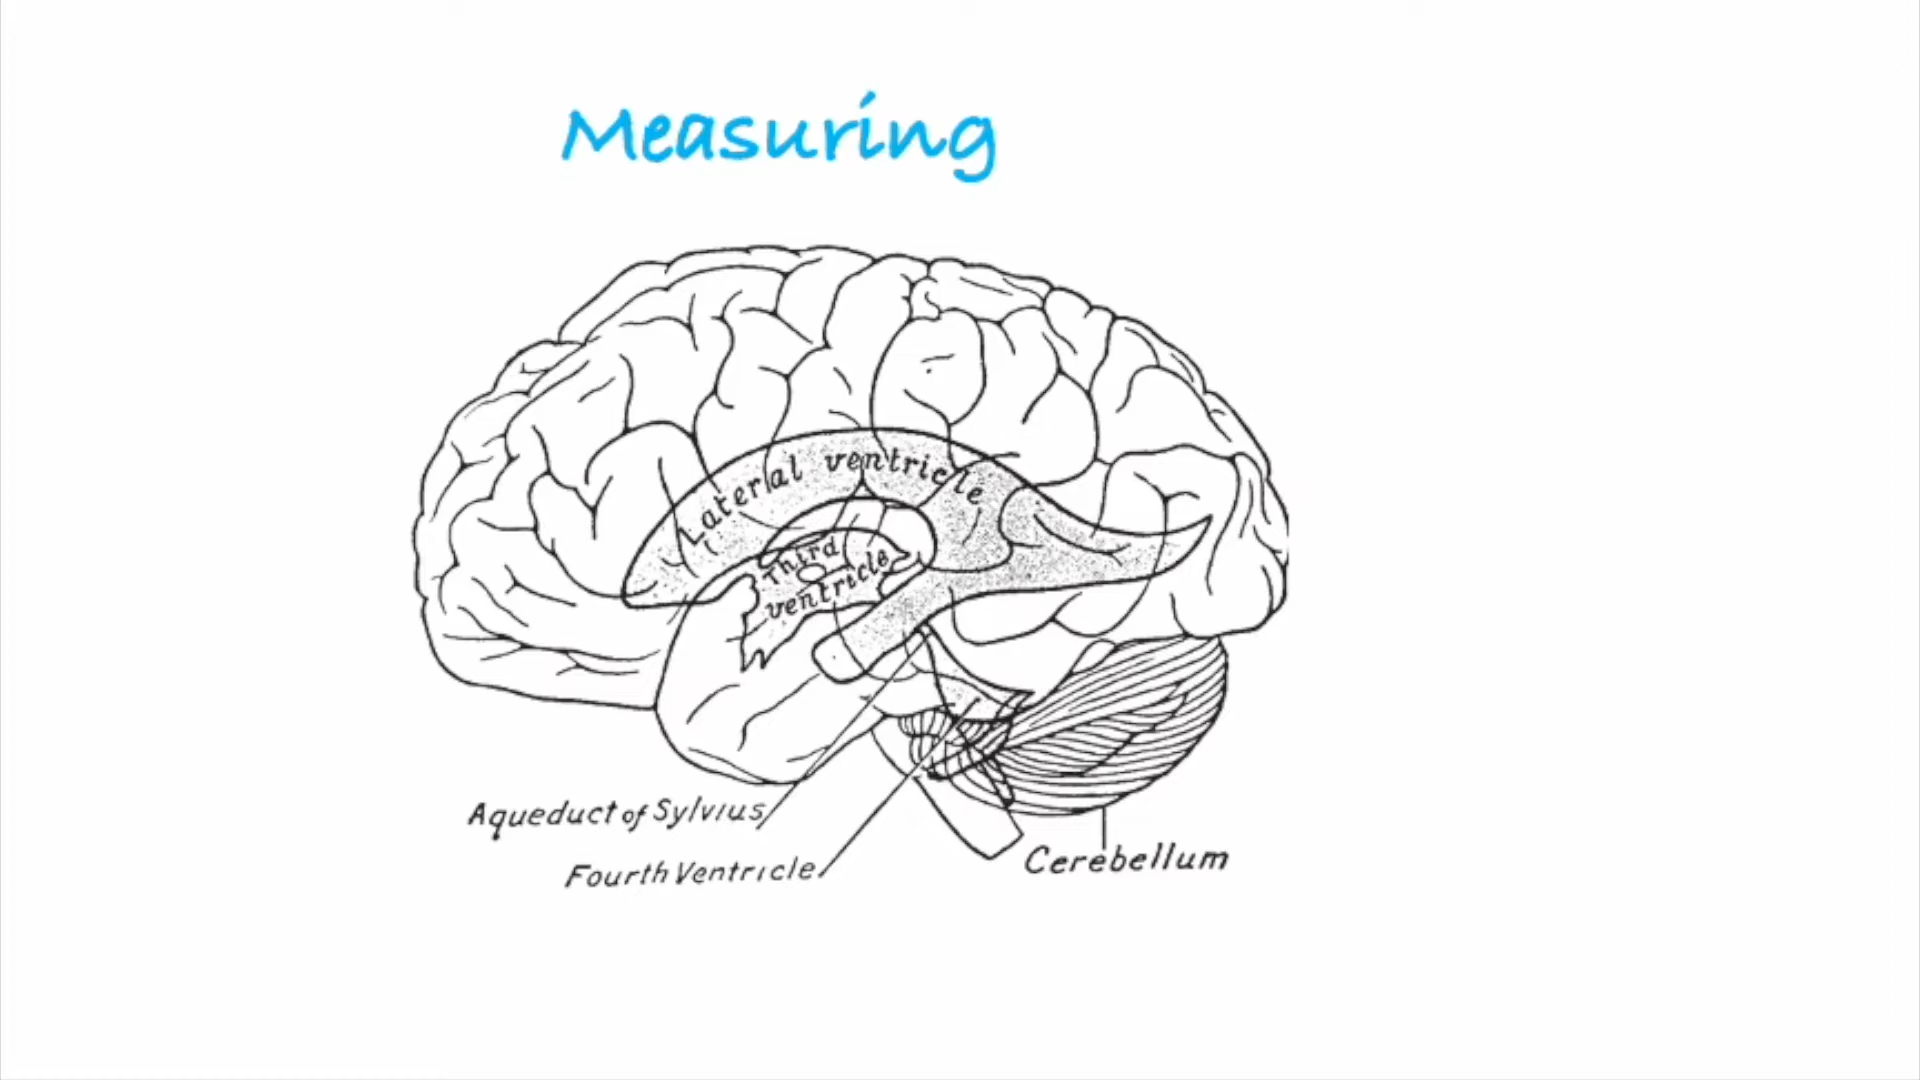 Measuring
Lateral ventricle
Third
ventricle
Aqueduct of Sylvius
Fourth Ventricle
Cerebellum